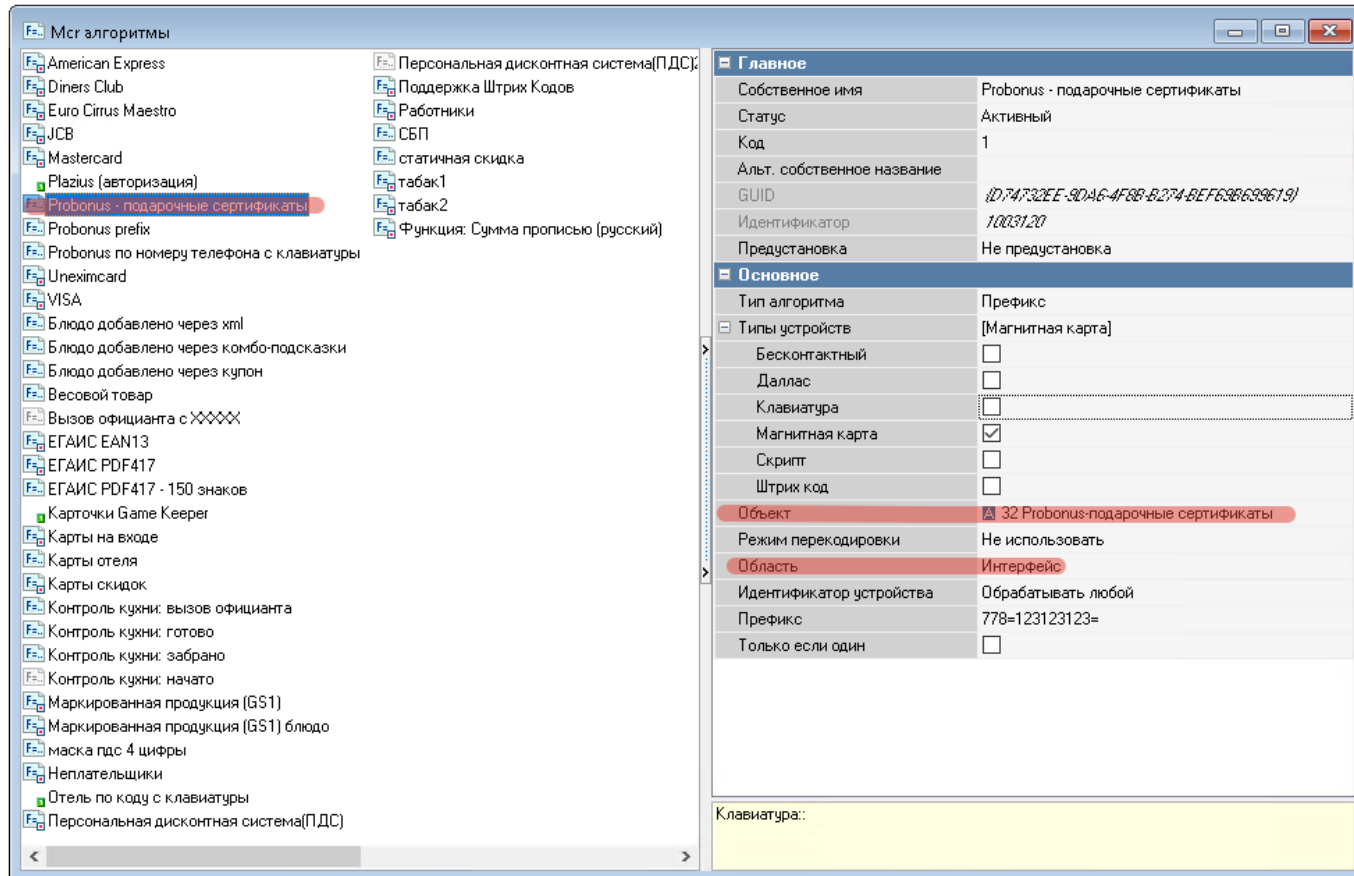 Mcr алгоритмы
American Express
Diners Club
Euro Cirrus Maestro
JCB
Mastercard
Plazius (авторизация)
Probonus - подарочные сертификаты
Probonus prefix
Probonus по номеру телефона с клавиатуры
Uneximcard
VISA
Блюдо добавлено через xml
Блюдо добавлено через комбо-подсказки
Блюдо добавлено через купон
Весовой товар
Вызов официанта с XXXXX
ЕГАИС EAN13
ЕГАИС PDF417
ЕГАИС PDF417 - 150 знаков
Карточки Game Keeper
Карты на входе
Карты отеля
Карты скидок
Контроль кухни: вызов официанта
Контроль кухни: готово
Контроль кухни: забрано
Контроль кухни: начато
Маркированная продукция (GS1)
Маркированная продукция (GS1) блюдо
маска пдс 4 цифры
Неплательщики
Отель по коду с клавиатуры
Персональная дисконтная система(ПДС)
Персональная дисконтная система(ПДС)
Поддержка Штрих Кодов
Работники
СБП
статичная скидка
табак1
табак2
Функция: Сумма прописью (русский)
Главное
Собственное имя Probonus - подарочные сертификаты
Статус Активный
Код 1
Альт. собственное название
GUID {D74732EE-9DA6-4F8B-B274-BEF69B699619}
Идентификатор 1003120
Предустановка Не предустановка
Основное
Тип алгоритма Префикс
Типы устройств [Магнитная карта]
Бесконтактный
Даллас
Клавиатура
Магнитная карта
Скрипт
Штрих код
Объект 32 Probonus-подарочные сертификаты
Режим перекодировки Не использовать
Область Интерфейс
Идентификатор устройства Обрабатывать любой
Префикс 778=123123123=
Только если один
Клавиатура::